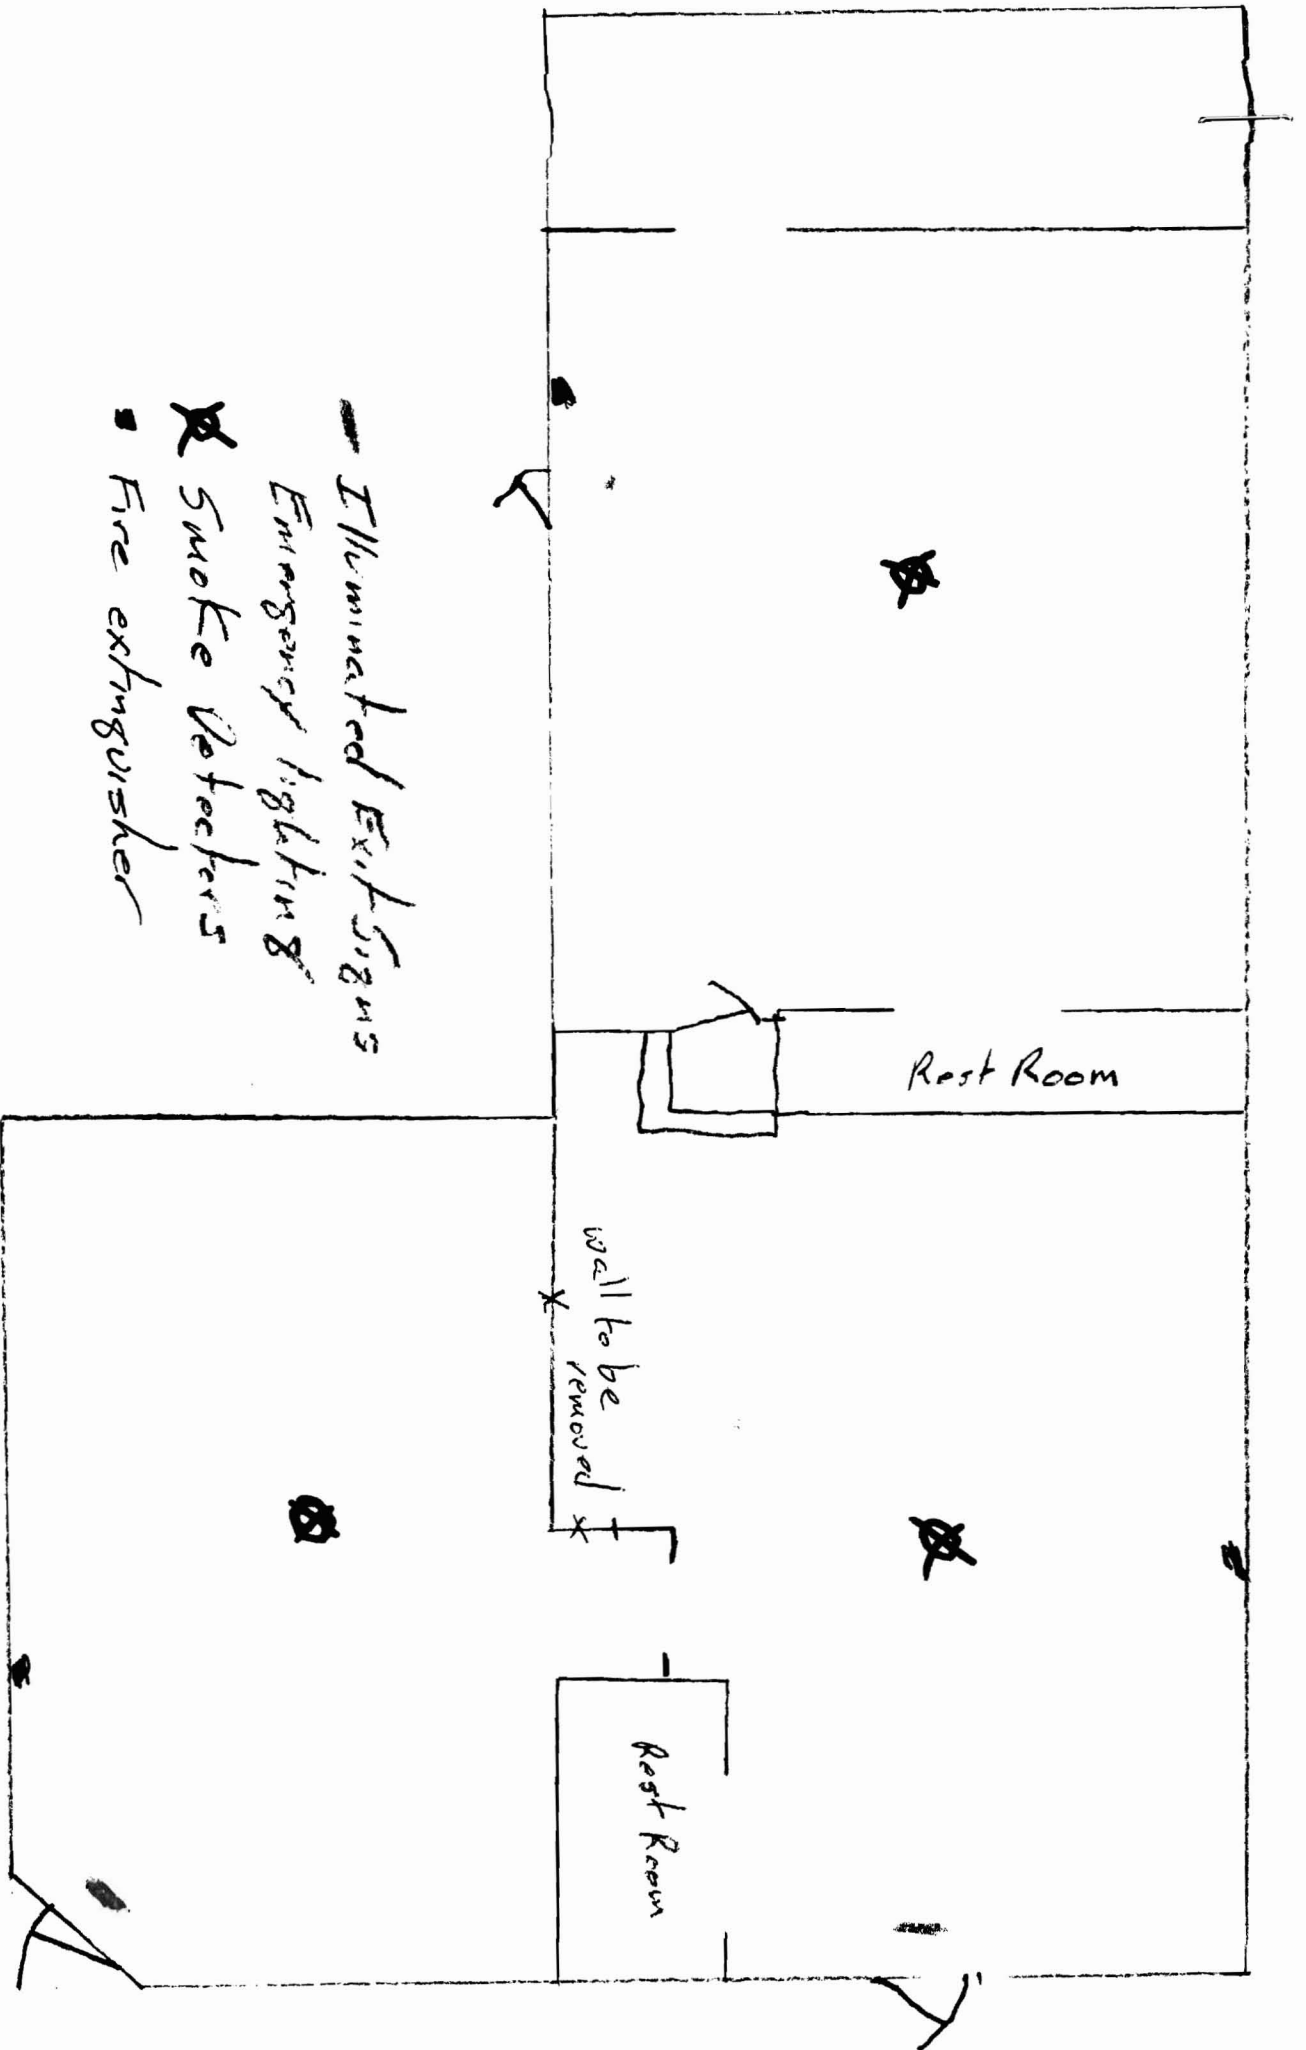 Illuminated Exit Signs
Emergency lighting
Smoke Detectors
Fire extinguisher
Rest Room
wall to be
removed
Rest Room